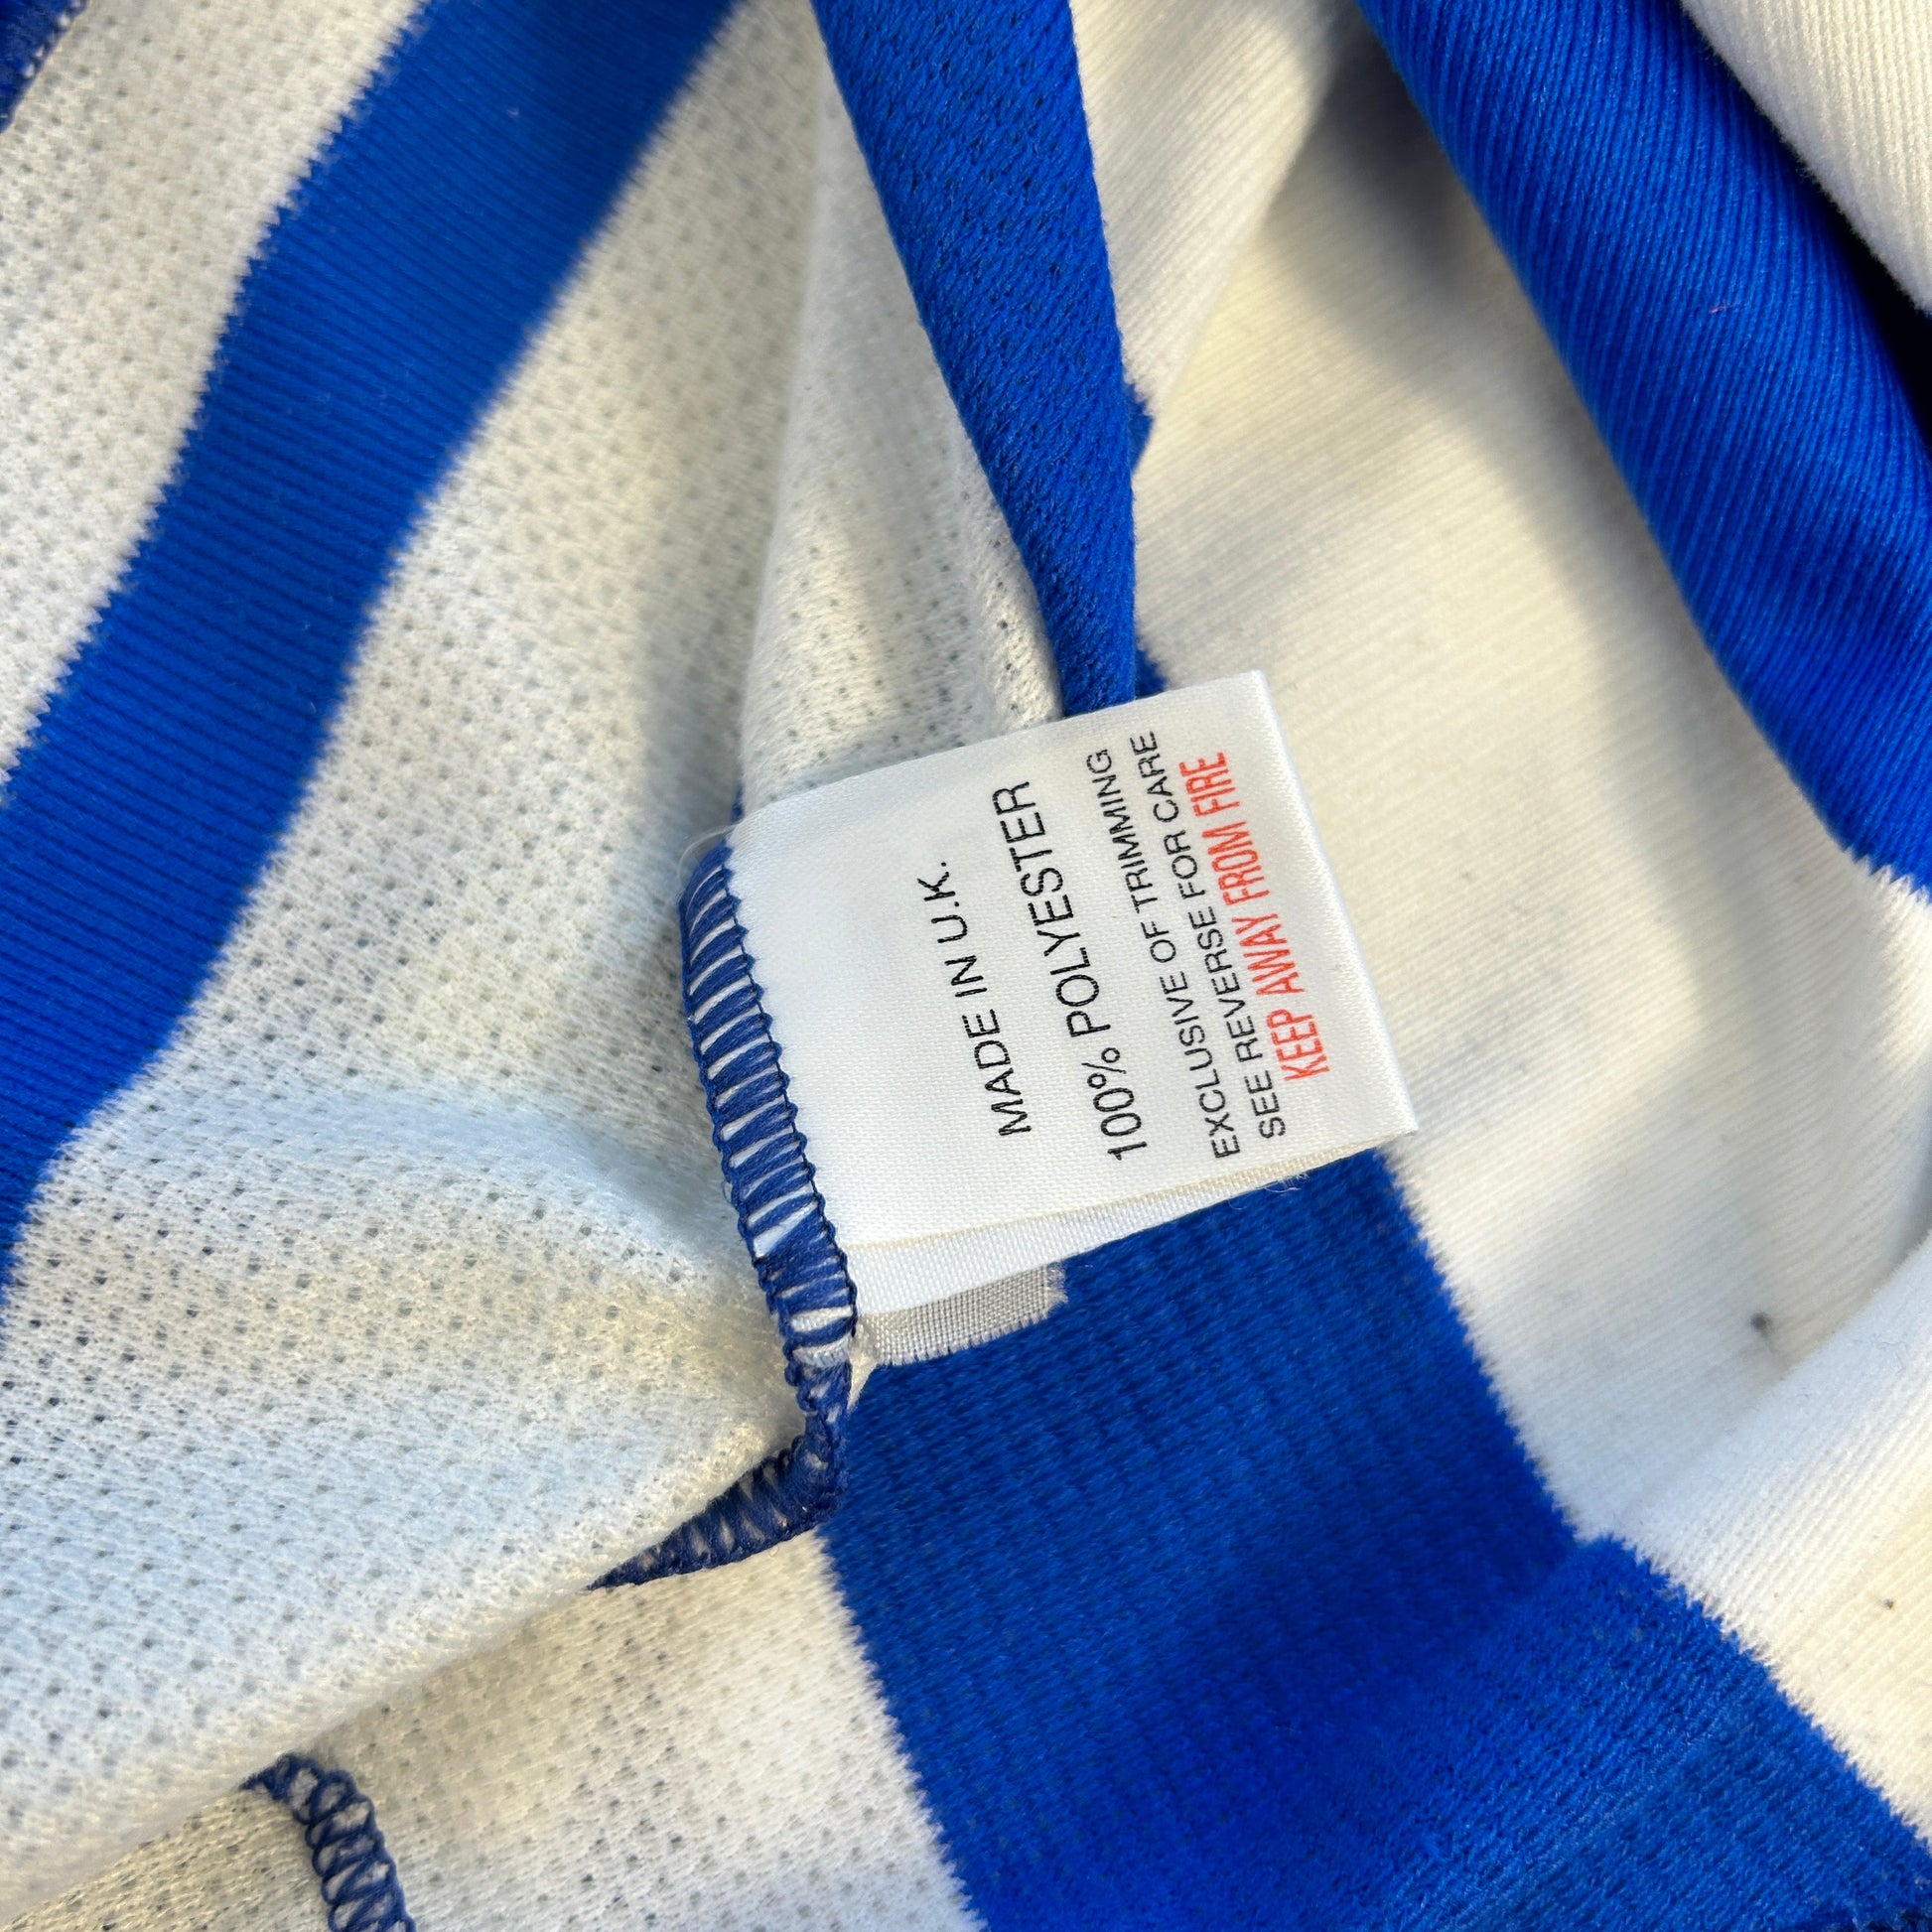 MADE IN U.K.
100% POLYESTER
EXCLUSIVE OF TRIMMING
SEE REVERSE FOR CARE
KEEP AWAY FROM FIRE